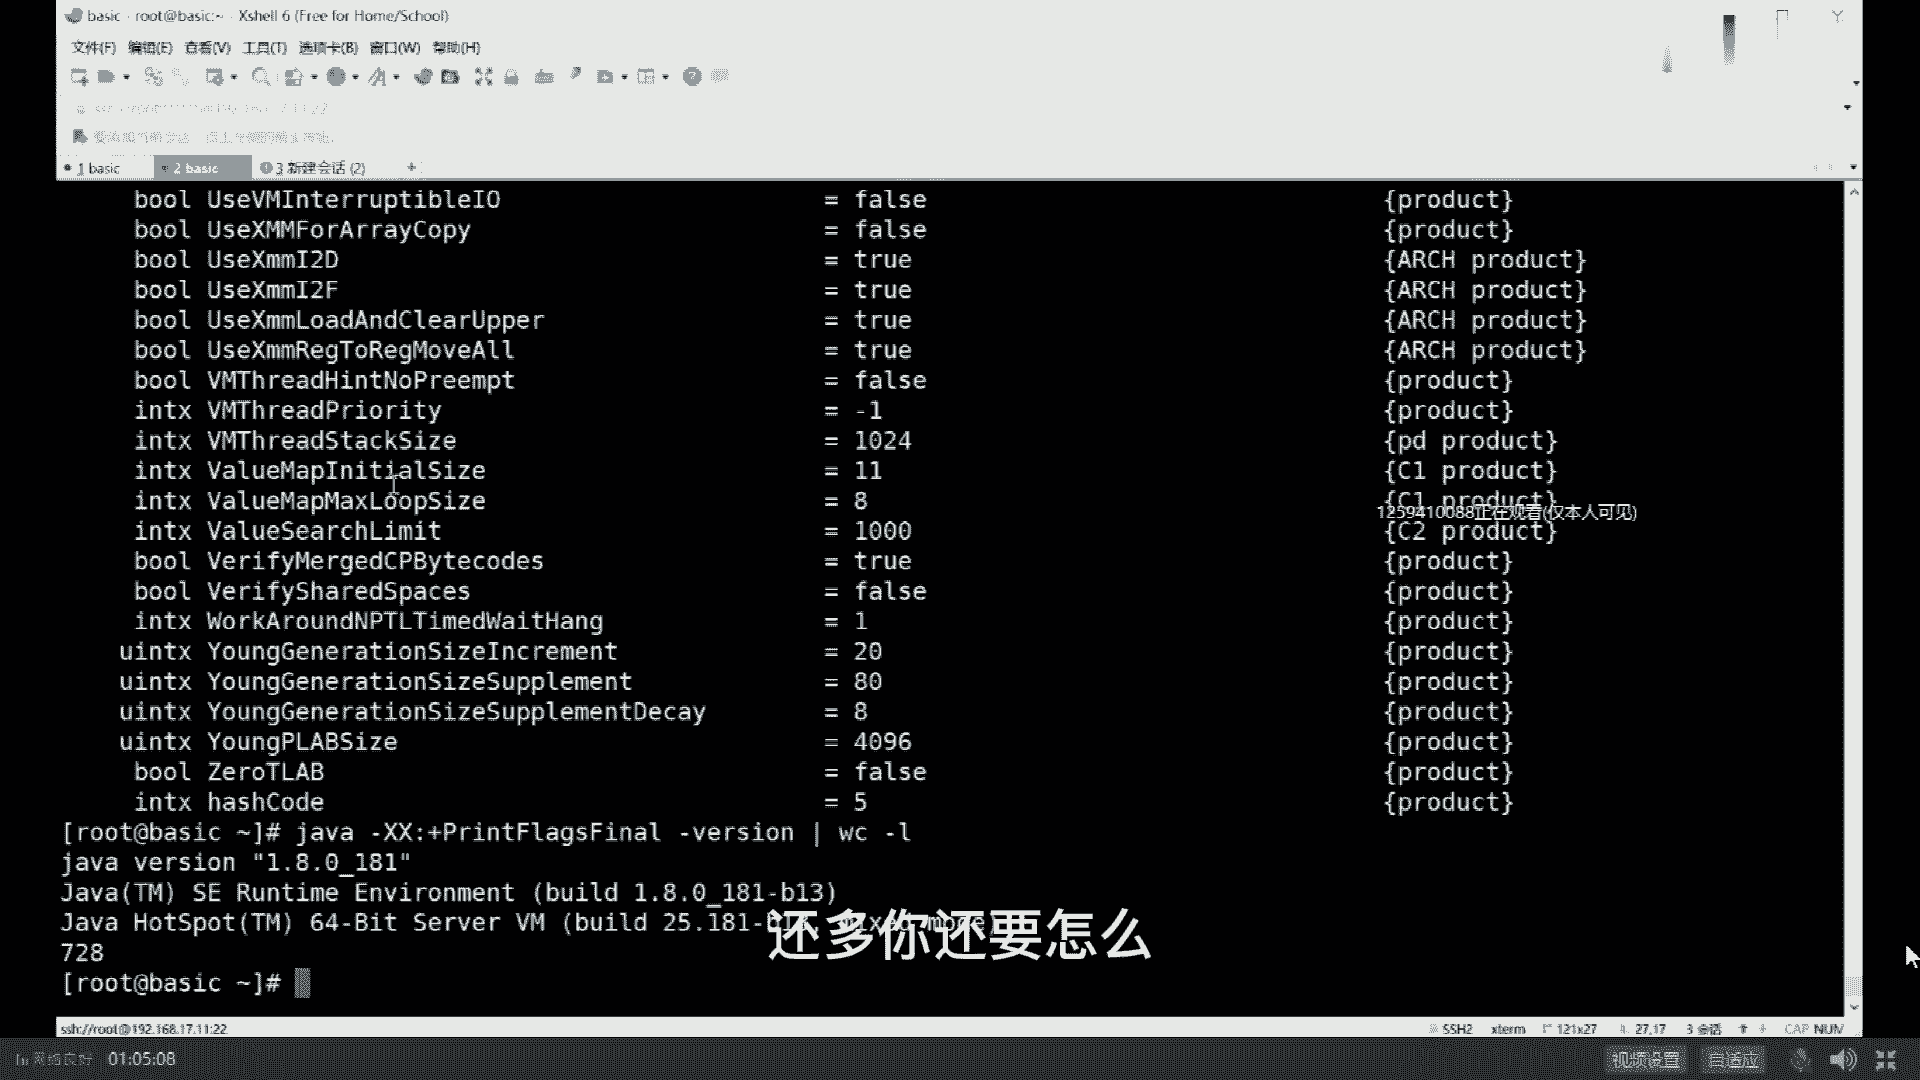 basic - root@basic:~ - Xshell 6 (Free for Home/School)
文件(F) 编辑(E) 查看(V) 工具(T) 选项卡(B) 窗口(W) 帮助(H)
1 basic 2 basic 3 新建会话 (2) +
bool UseVMInterruptibleIO = false {product}
bool UseXMMForArrayCopy = false {product}
bool UseXmmI2D = true {ARCH product}
bool UseXmmI2F = true {ARCH product}
bool UseXmmLoadAndClearUpper = true {ARCH product}
bool UseXmmRegToRegMoveAll = true {ARCH product}
bool VMThreadHintNoPreempt = false {product}
intx VMThreadPriority = -1 {product}
intx VMThreadStackSize = 1024 {pd product}
intx ValueMapInitialSize = 11 {C1 product}
intx ValueMapMaxLoopSize = 8 {C1 product}
1259410088正在观看(仅本人可见)
intx ValueSearchLimit = 1000 {C2 product}
bool VerifyMergedCPBytecodes = true {product}
bool VerifySharedSpaces = false {product}
intx WorkAroundNPTLTimedWaitHang = 1 {product}
uintx YoungGenerationSizeIncrement = 20 {product}
uintx YoungGenerationSizeSupplement = 80 {product}
uintx YoungGenerationSizeSupplementDecay = 8 {product}
uintx YoungPLABSize = 4096 {product}
bool ZeroTLAB = false {product}
intx hashCode = 5 {product}
[root@basic ~]# java -XX:+PrintFlagsFinal -version | wc -l
java version "1.8.0_181"
Java(TM) SE Runtime Environment (build 1.8.0_181-b13)
Java HotSpot(TM) 64-Bit Server VM (build 25.181-b13, mixed mode)
还多你还要怎么
728
[root@basic ~]#
ssh://root@192.168.17.11:22 SSH2 xterm 121x27 27,17 3 会话 CAP NUM
网络良好 01:05:08 视频设置 自适应